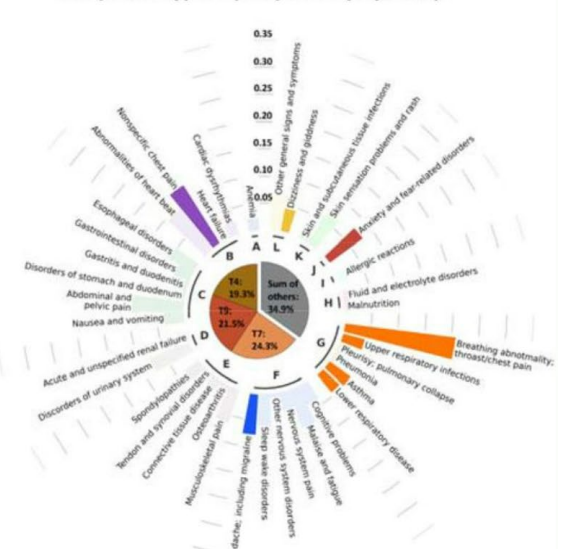 0.35
0.30
0.25
0.20
0.15
0.10
0.05
Anemia
A
Other general signs and symptoms
Dizziness and giddness
L
Skin and subcutaneous tissue infections
Skin sensation problems and rash
K
Anxiety and fear-related disorders
J
Allergic reactions
I
Fluid and electrolyte disorders
Malnutrition
H
Breathing abnotmality;
throast/chest pain
Upper respiratory infections
Pleurisy; pulmonary collapse
Pneumonia
Asthma
Lower respiratory disease
G
Cognitive problems
Malaise and fatigue
Nervous system pain
Other nervous system disorders
Sleep wake disorders
dache; including migraine
F
Musculoskeletal pain
Osteoarthritis
Connective tissue disease
Tendon and synovial disorders
Spondylopathies
E
Discorders of urinary system
Acute and unspecified renal failure
D
Nausea and vomiting
Abdominal and
pelvic pain
Disorders of stomach and duodenum
Gastritis and duodenitis
Gastrointestinal disorders
Esophageal disorders
C
Abnormalities of heart beat
Nonspecific chest pain
Heart failure
Cardiac dysrhythmias
B
T4:
19.3%
Sum of
others:
34.9%
T9:
21.5%
T7:
24.3%